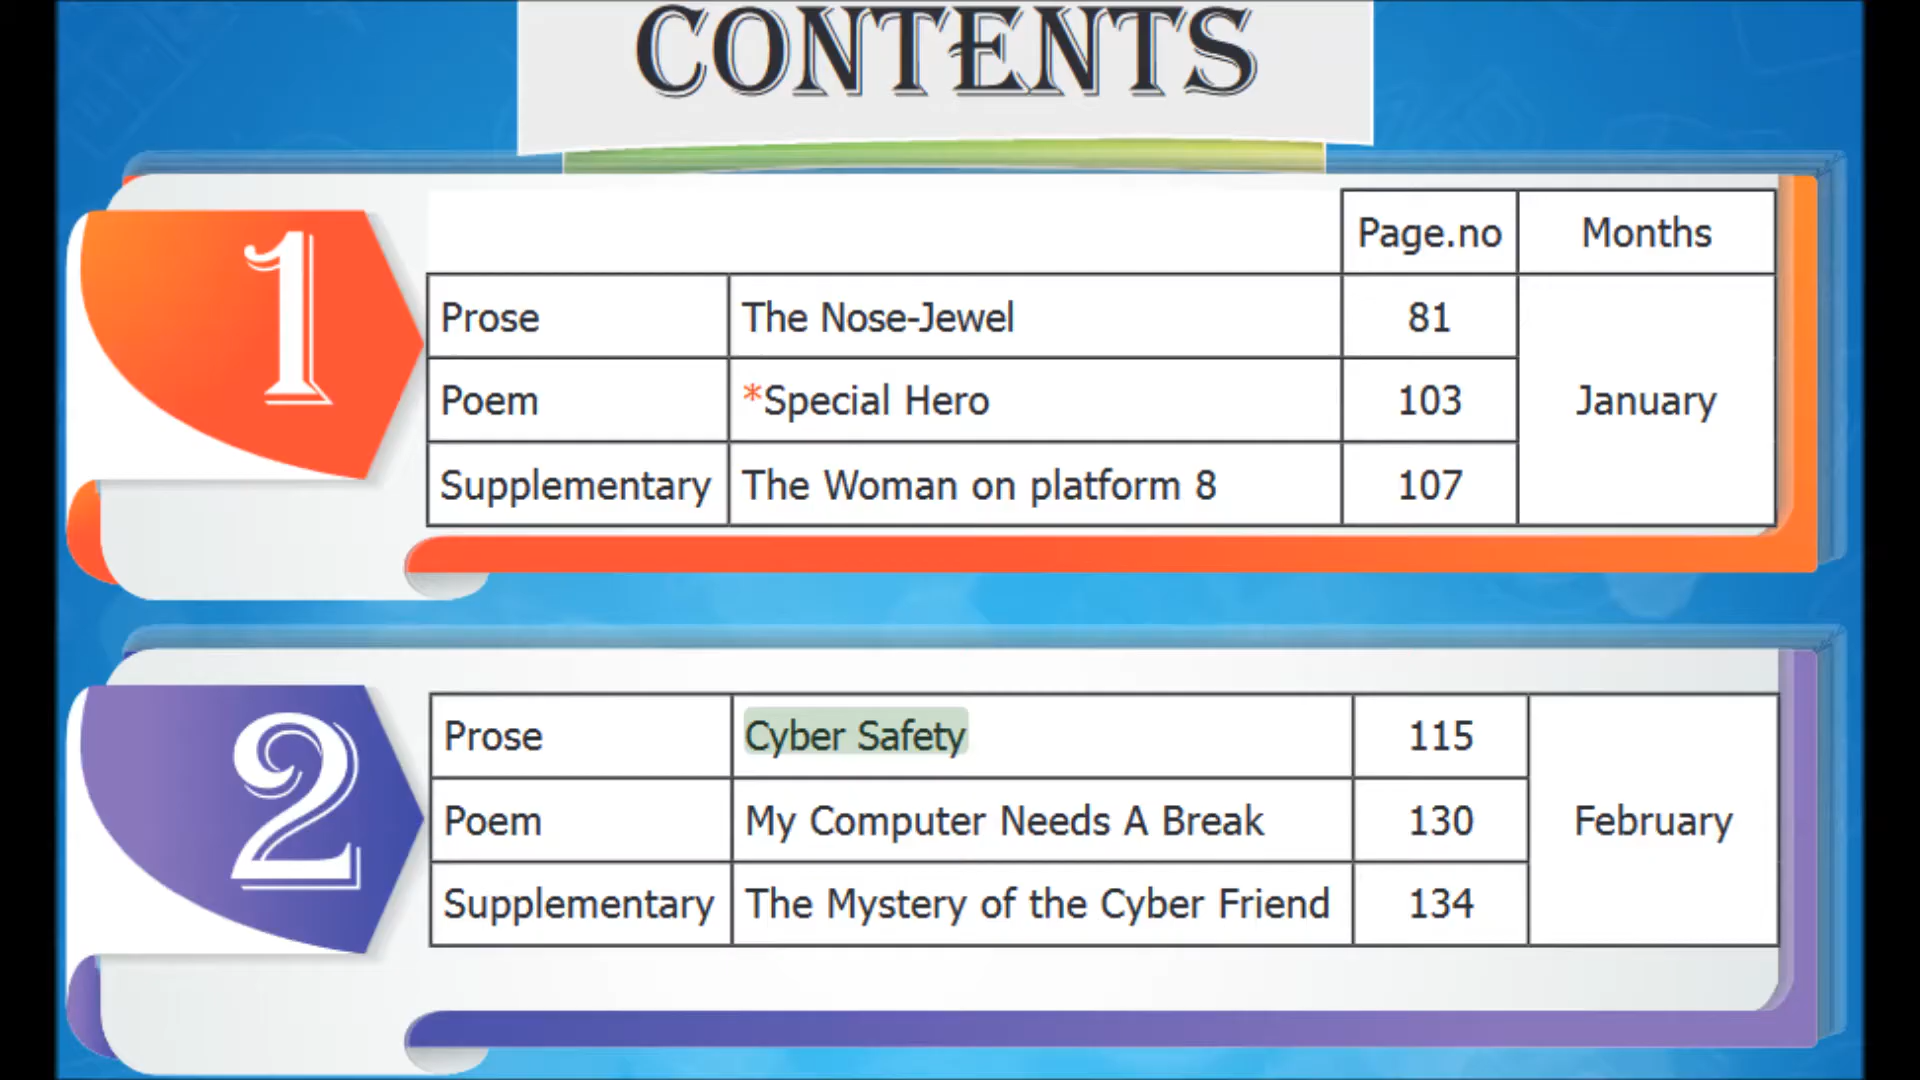 CONTENTS
Page.no Months
1
Prose The Nose-Jewel 81
Poem *Special Hero 103 January
Supplementary The Woman on platform 8 107
2
Prose Cyber Safety 115
Poem My Computer Needs A Break 130 February
Supplementary The Mystery of the Cyber Friend 134